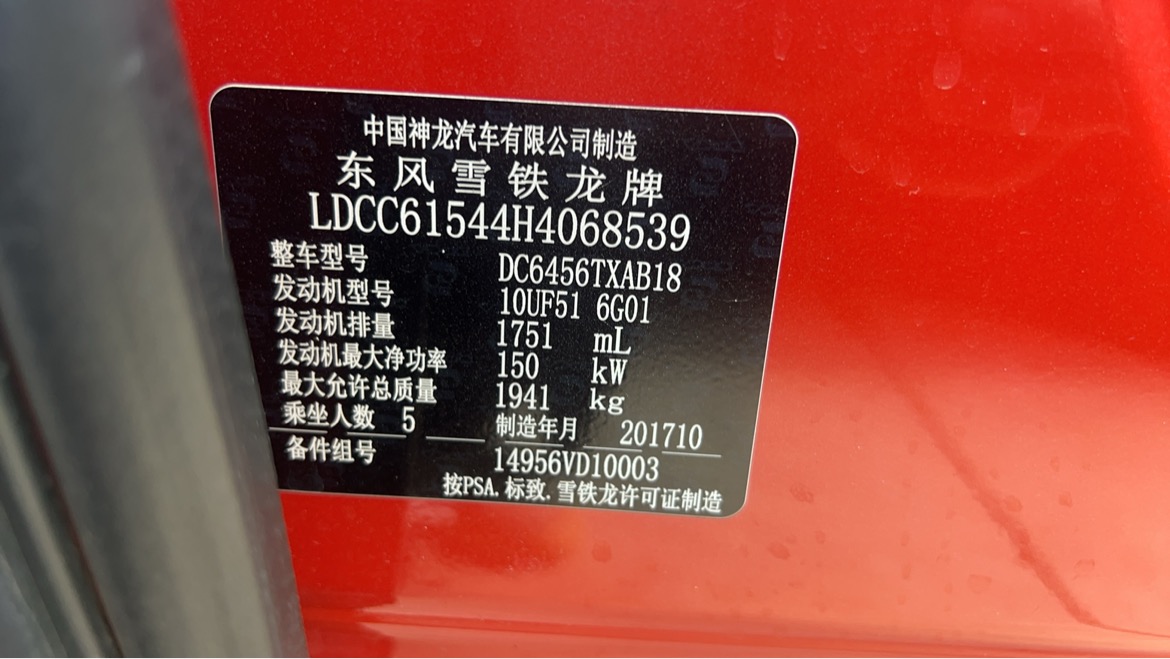 中国神龙汽车有限公司制造
东风雪铁龙牌
LDCC61544H4068539
整车型号 DC6456TXAB18
发动机型号 10UF51 6G01
发动机排量 1751 mL
发动机最大净功率 150 kW
最大允许总质量 1941 kg
乘坐人数 5 制造年月 201710
备件组号 14956VD10003
按PSA.标致.雪铁龙许可证制造